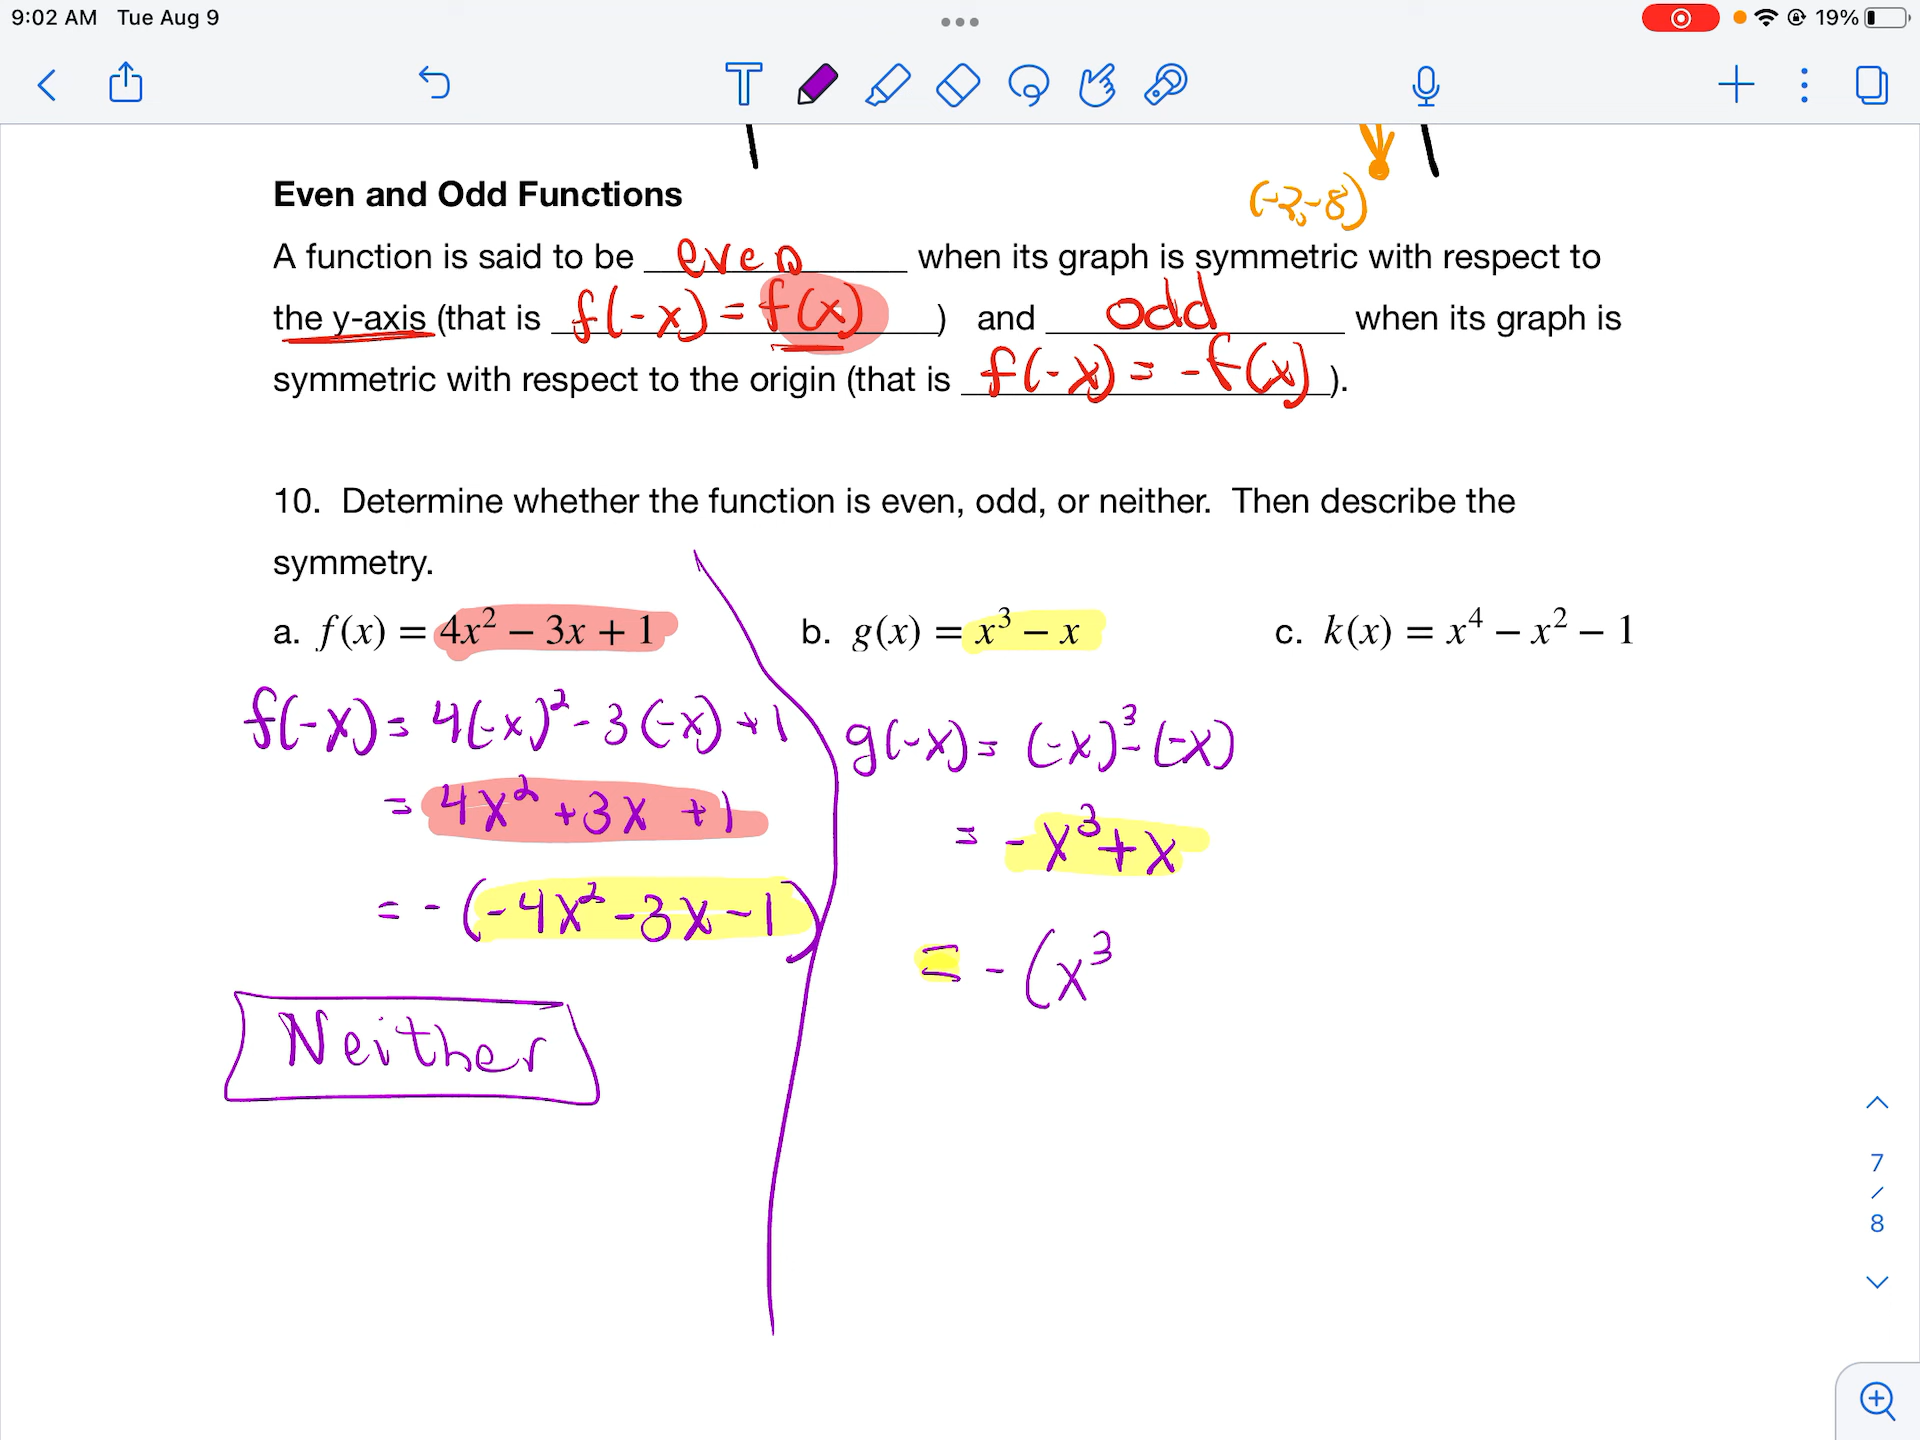 9:02 AM Tue Aug 9
19%
T
(-2,-8)
Even and Odd Functions
A function is said to be even when its graph is symmetric with respect to
the y-axis (that is f(-x) = f(x) ) and odd when its graph is
symmetric with respect to the origin (that is f(-x) = -f(x) ).
10. Determine whether the function is even, odd, or neither. Then describe the
symmetry.
a. f(x) = 4x² − 3x + 1 b. g(x) = x³ − x c. k(x) = x⁴ − x² − 1
f(-x) = 4(-x)² - 3(-x) + 1
= 4x² + 3x + 1
= - (-4x² - 3x - 1)
Neither
g(-x) = (-x)³ - (-x)
= -x³ + x
= - (x³
7
/
8